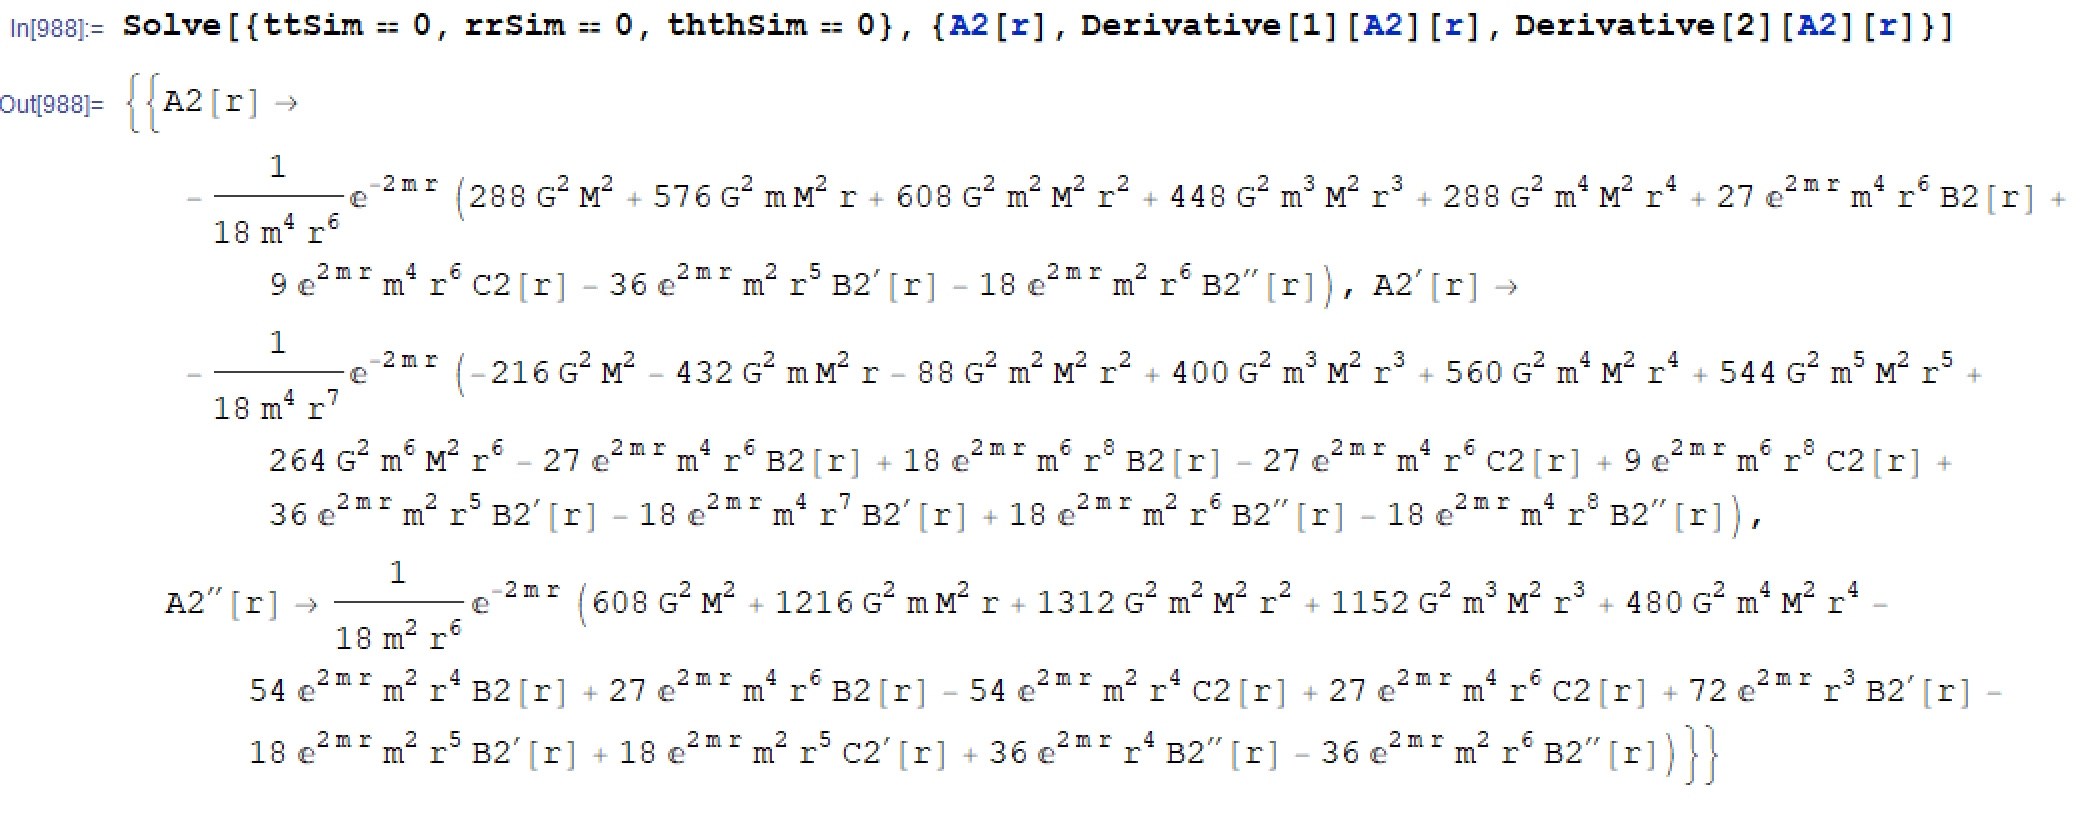 In[988]:= Solve[{ttSim == 0, rrSim == 0, ththSim == 0}, {A2[r], Derivative[1][A2][r], Derivative[2][A2][r]}]
Out[988]= {{A2[r] →
- 1/(18 m^4 r^6) e^(-2 m r) (288 G^2 M^2 + 576 G^2 m M^2 r + 608 G^2 m^2 M^2 r^2 + 448 G^2 m^3 M^2 r^3 + 288 G^2 m^4 M^2 r^4 + 27 e^(2 m r) m^4 r^6 B2[r] +
9 e^(2 m r) m^4 r^6 C2[r] - 36 e^(2 m r) m^2 r^5 B2′[r] - 18 e^(2 m r) m^2 r^6 B2″[r]), A2′[r] →
- 1/(18 m^4 r^7) e^(-2 m r) (-216 G^2 M^2 - 432 G^2 m M^2 r - 88 G^2 m^2 M^2 r^2 + 400 G^2 m^3 M^2 r^3 + 560 G^2 m^4 M^2 r^4 + 544 G^2 m^5 M^2 r^5 +
264 G^2 m^6 M^2 r^6 - 27 e^(2 m r) m^4 r^6 B2[r] + 18 e^(2 m r) m^6 r^8 B2[r] - 27 e^(2 m r) m^4 r^6 C2[r] + 9 e^(2 m r) m^6 r^8 C2[r] +
36 e^(2 m r) m^2 r^5 B2′[r] - 18 e^(2 m r) m^4 r^7 B2′[r] + 18 e^(2 m r) m^2 r^6 B2″[r] - 18 e^(2 m r) m^4 r^8 B2″[r]),
A2″[r] → 1/(18 m^2 r^6) e^(-2 m r) (608 G^2 M^2 + 1216 G^2 m M^2 r + 1312 G^2 m^2 M^2 r^2 + 1152 G^2 m^3 M^2 r^3 + 480 G^2 m^4 M^2 r^4 -
54 e^(2 m r) m^2 r^4 B2[r] + 27 e^(2 m r) m^4 r^6 B2[r] - 54 e^(2 m r) m^2 r^4 C2[r] + 27 e^(2 m r) m^4 r^6 C2[r] + 72 e^(2 m r) r^3 B2′[r] -
18 e^(2 m r) m^2 r^5 B2′[r] + 18 e^(2 m r) m^2 r^5 C2′[r] + 36 e^(2 m r) r^4 B2″[r] - 36 e^(2 m r) m^2 r^6 B2″[r])}}